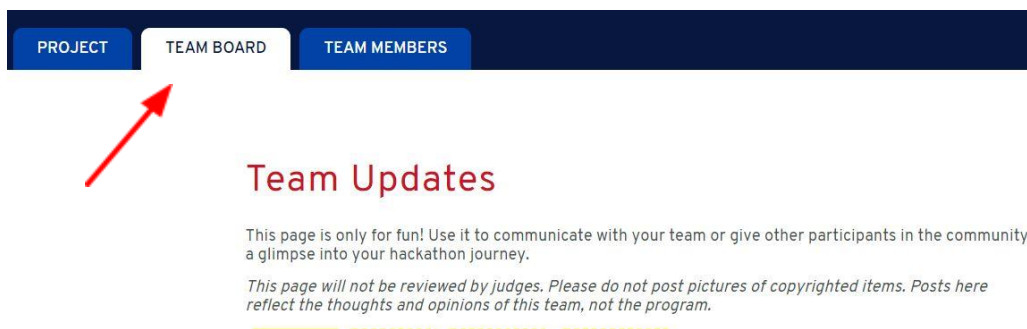 PROJECT TEAM BOARD TEAM MEMBERS
Team Updates
This page is only for fun! Use it to communicate with your team or give other participants in the community
a glimpse into your hackathon journey.
This page will not be reviewed by judges. Please do not post pictures of copyrighted items. Posts here
reflect the thoughts and opinions of this team, not the program.